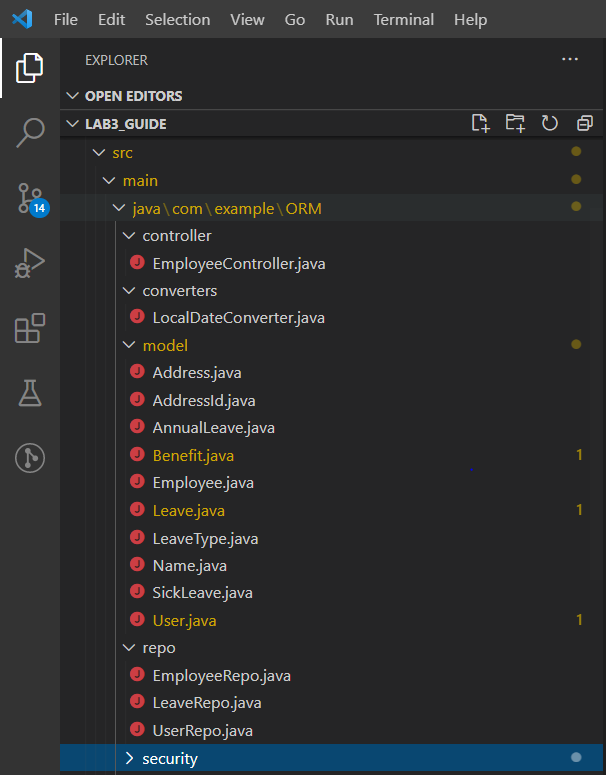 File Edit Selection View Go Run Terminal Help
EXPLORER
OPEN EDITORS
LAB3_GUIDE
src
main
14
java\com\example\ORM
controller
J EmployeeController.java
converters
J LocalDateConverter.java
model
J Address.java
J AddressId.java
J AnnualLeave.java
J Benefit.java 1
J Employee.java
J Leave.java 1
J LeaveType.java
J Name.java
J SickLeave.java
J User.java 1
repo
J EmployeeRepo.java
J LeaveRepo.java
J UserRepo.java
security